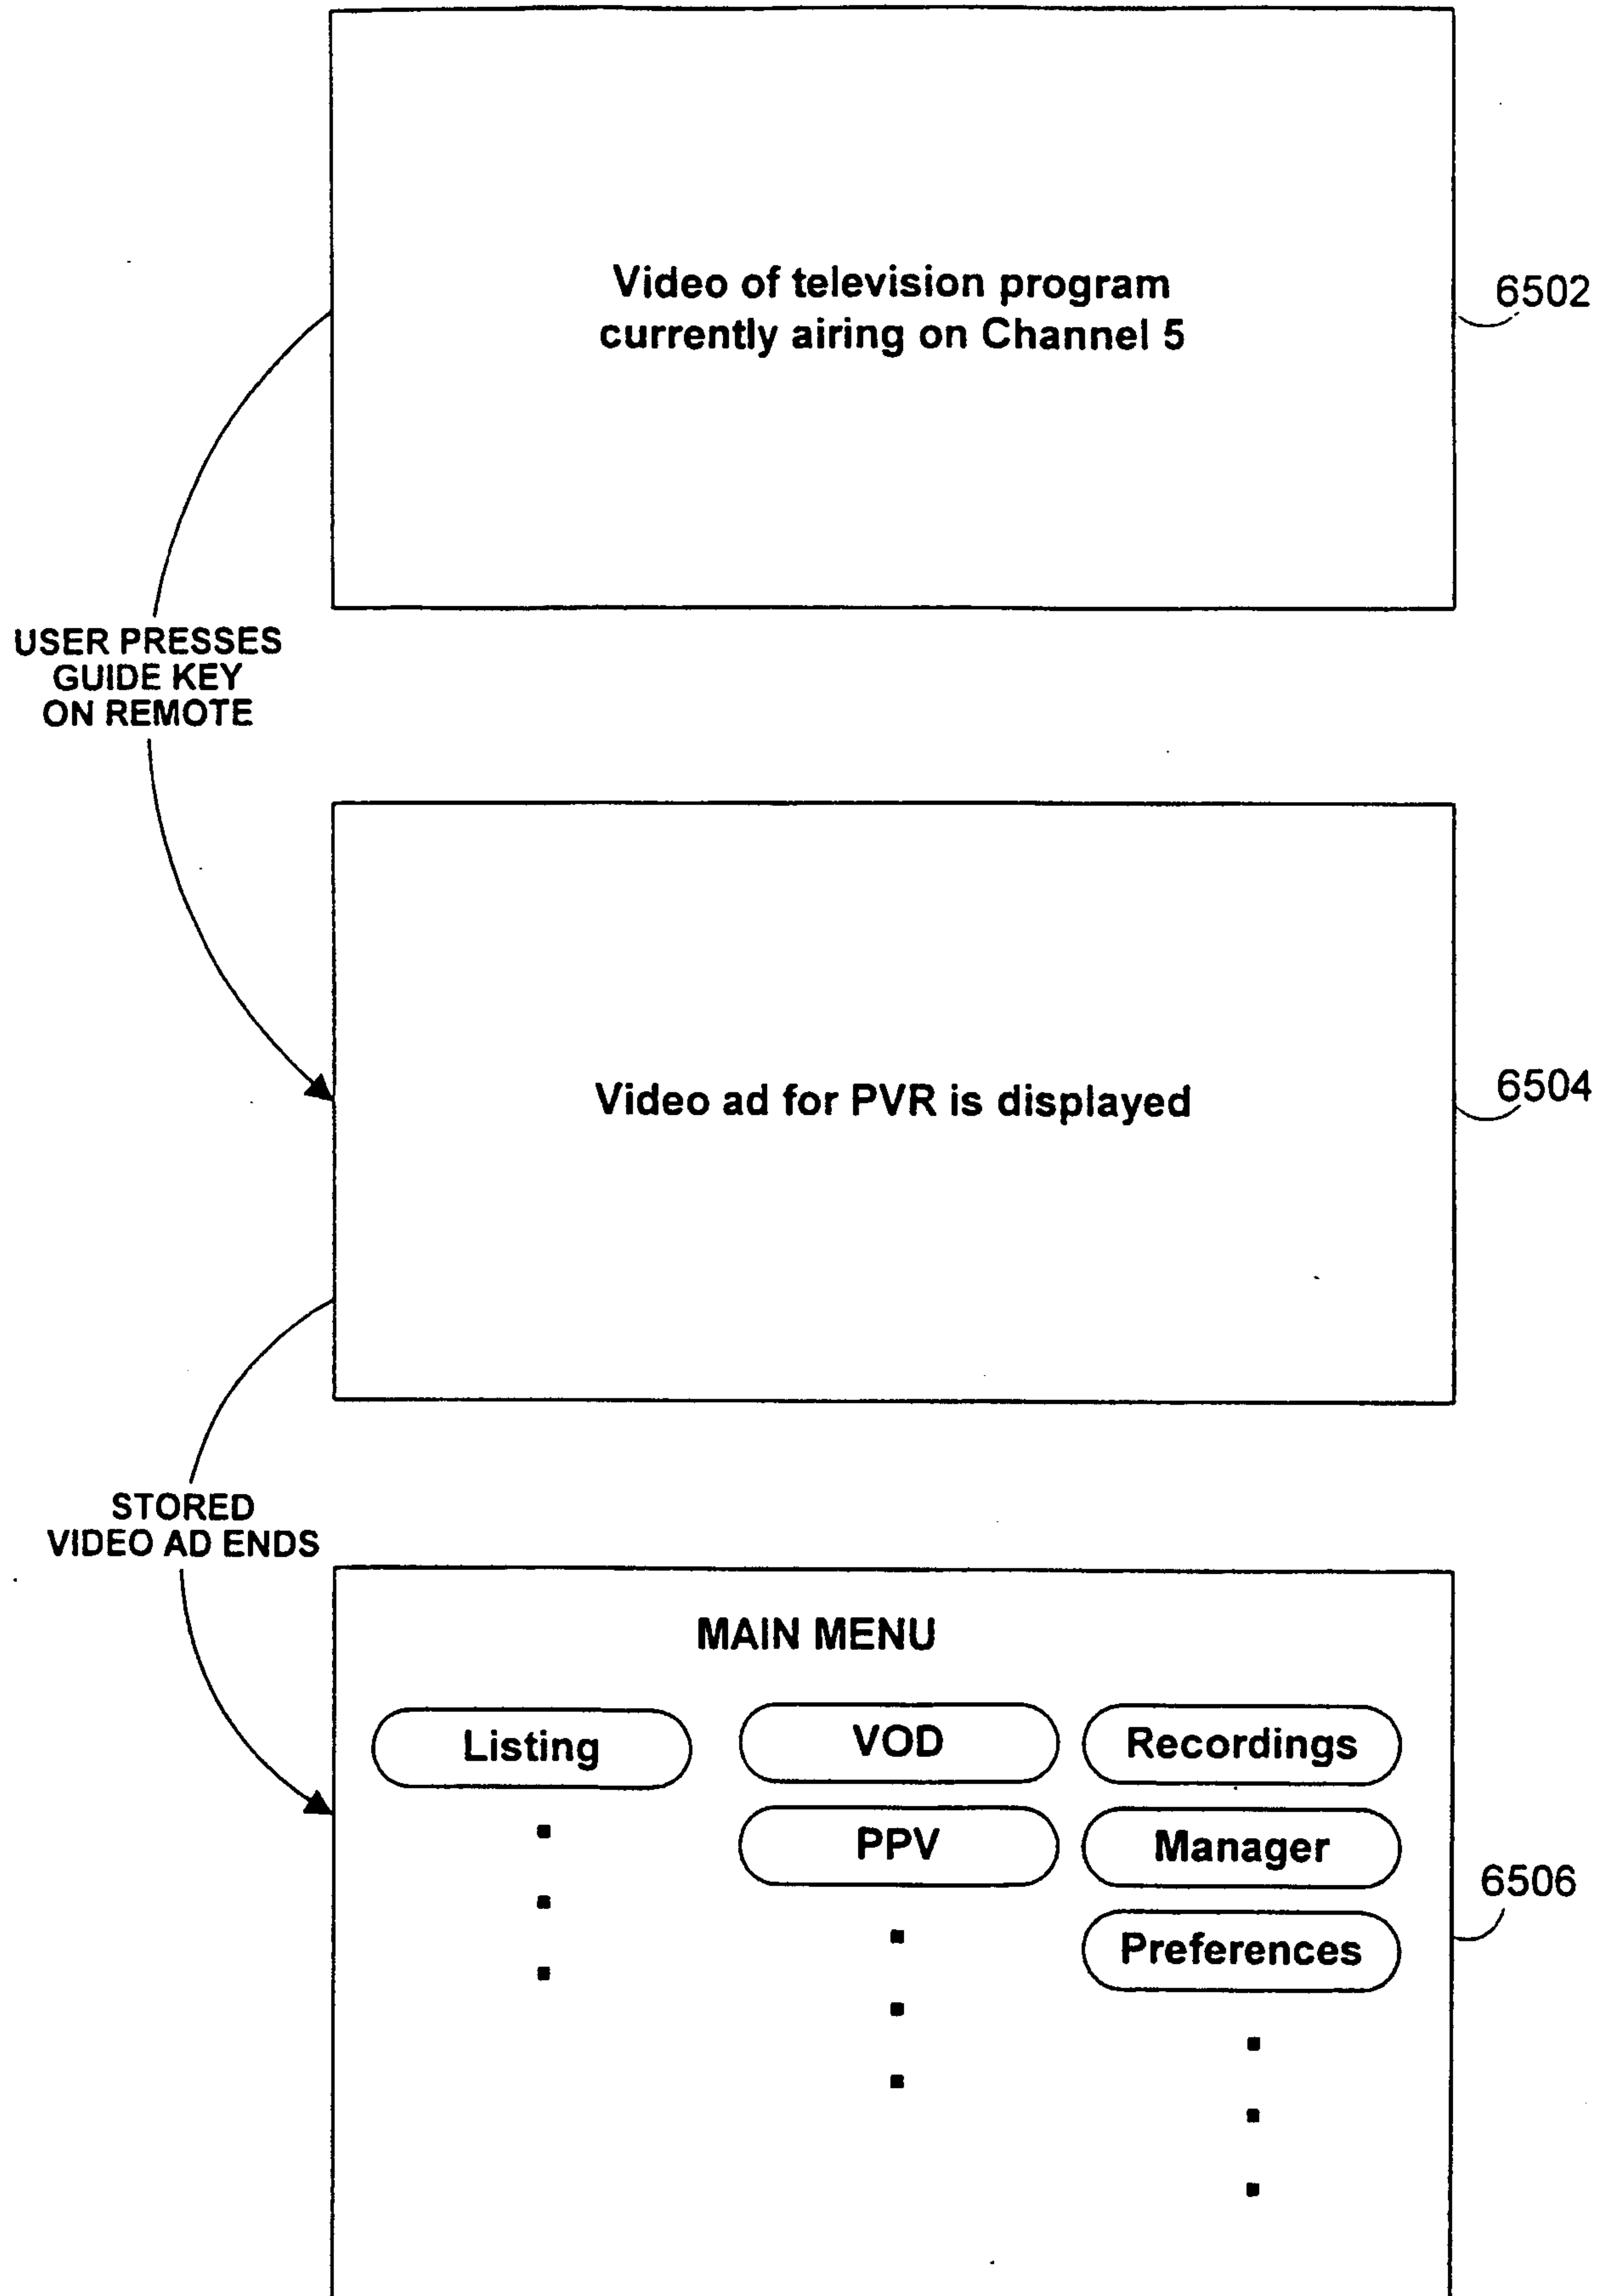 Video of television program
currently airing on Channel 5
6502
USER PRESSES
GUIDE KEY
ON REMOTE
Video ad for PVR is displayed
6504
STORED
VIDEO AD ENDS
MAIN MENU
Listing
VOD
Recordings
PPV
Manager
Preferences
6506